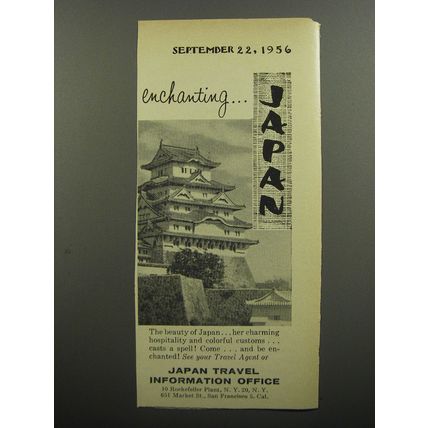 SEPTEMBER 22, 1956
enchanting...
JAPAN
The beauty of Japan...her charming
hospitality and colorful customs...
casts a spell! Come...and be en-
chanted! See your Travel Agent or
JAPAN TRAVEL
INFORMATION OFFICE
10 Rockefeller Plaza, N. Y. 20, N. Y.
651 Market St., San Francisco 5, Cal.